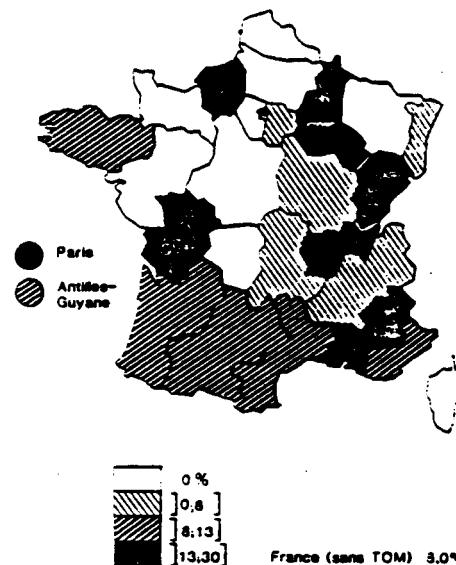 Paris
Antilles-
Guyane
0 %
]0;8]
]8;13]
]13;30]
France (sans TOM)